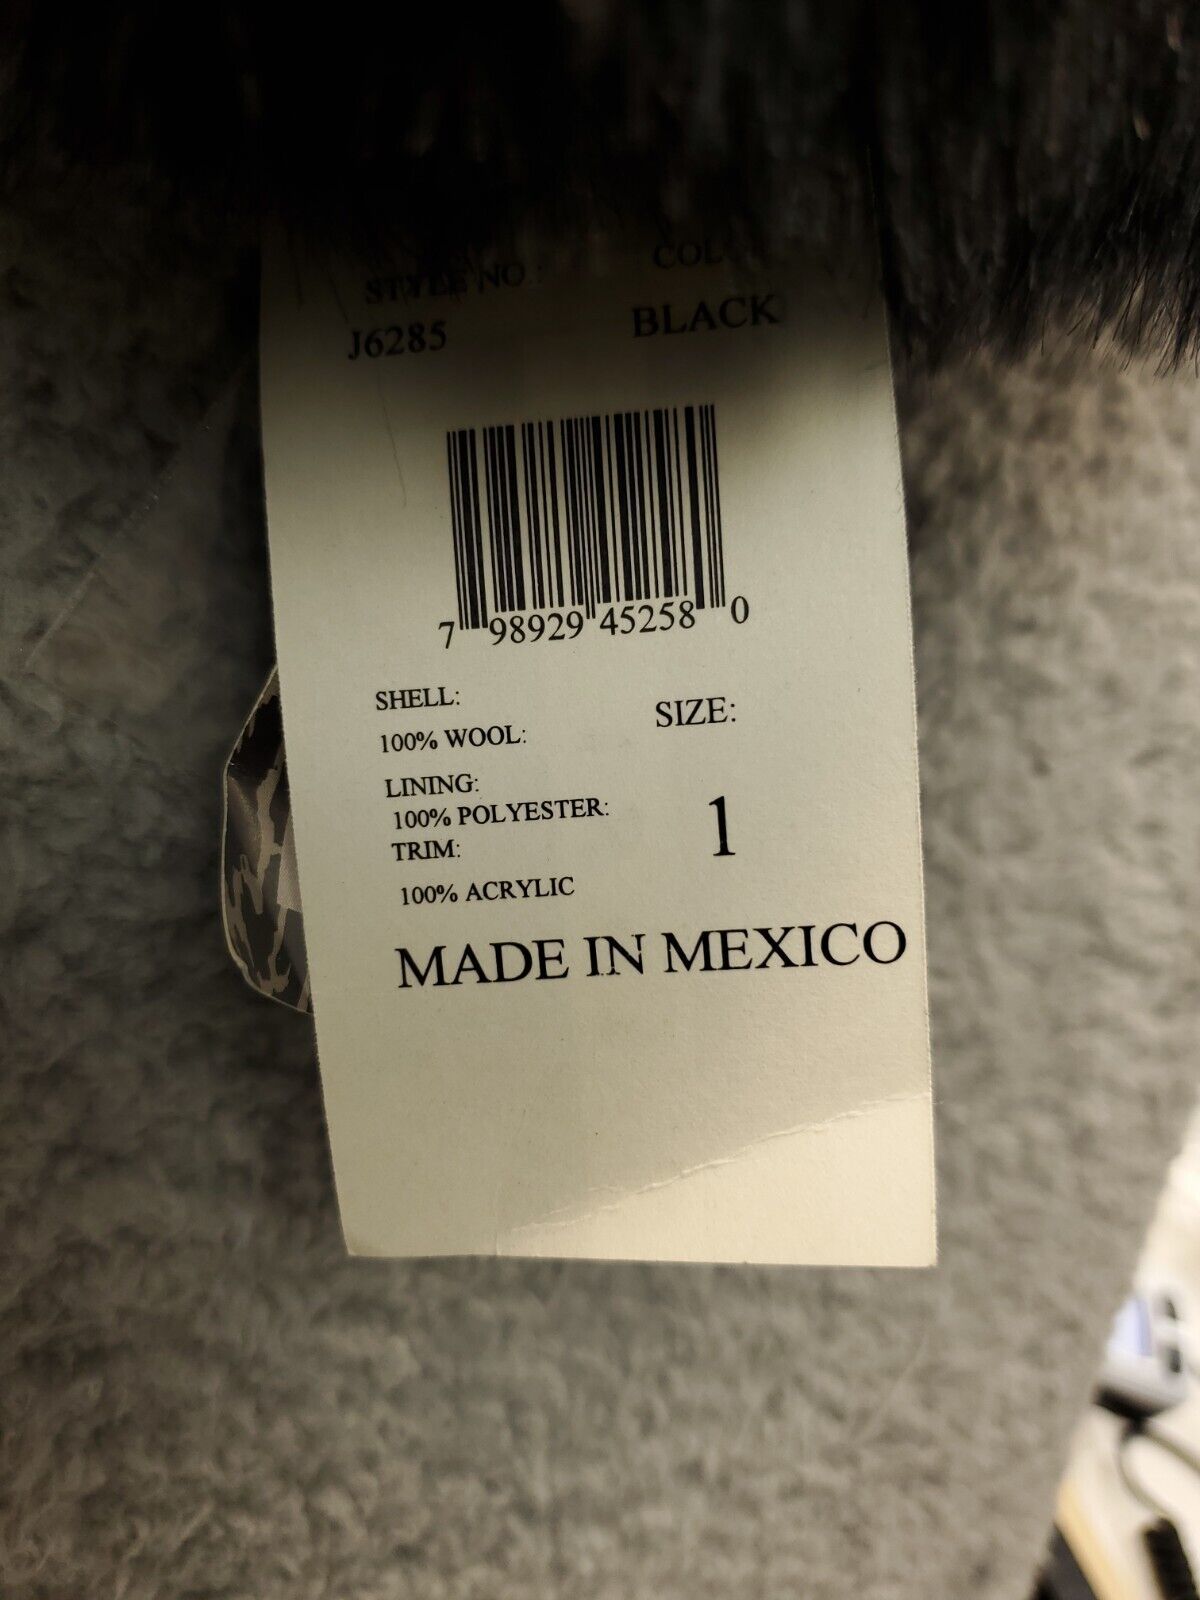 STYLE NO.: COLOR
J6285 BLACK
7 98929 45258 0
SHELL:
100% WOOL: SIZE:
LINING:
100% POLYESTER:
TRIM: 1
100% ACRYLIC
MADE IN MEXICO